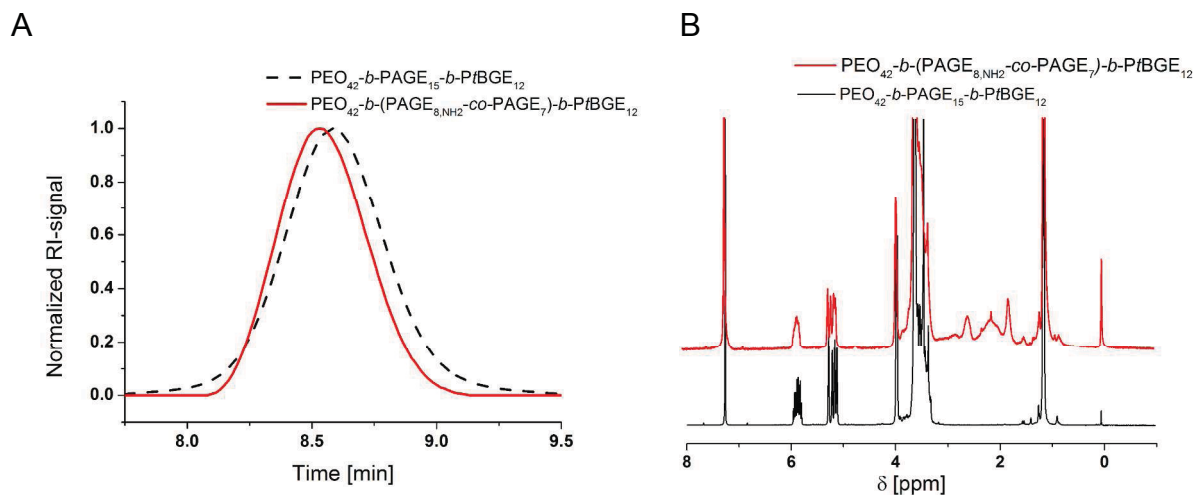 A
PEO42-b-PAGE15-b-PtBGE12
PEO42-b-(PAGE8,NH2-co-PAGE7)-b-PtBGE12
1.0
0.8
0.6
0.4
0.2
0.0
Normalized RI-signal
8.0 8.5 9.0 9.5
Time [min]
B
PEO42-b-(PAGE8,NH2-co-PAGE7)-b-PtBGE12
PEO42-b-PAGE15-b-PtBGE12
8 6 4 2 0
δ [ppm]